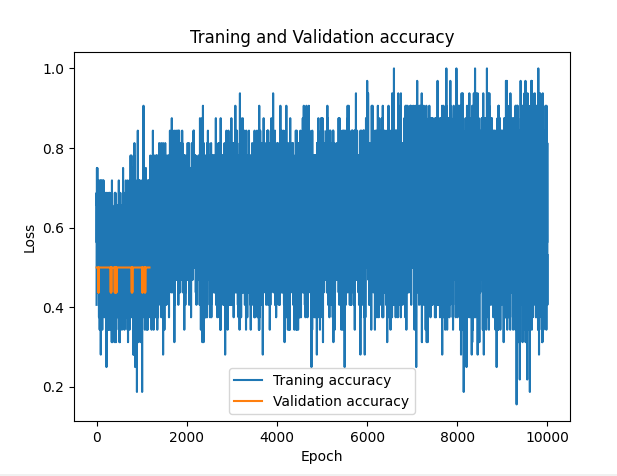 Traning and Validation accuracy
1.0
0.8
0.6
0.4
0.2
Loss
Traning accuracy
Validation accuracy
0
2000
4000
6000
8000
10000
Epoch